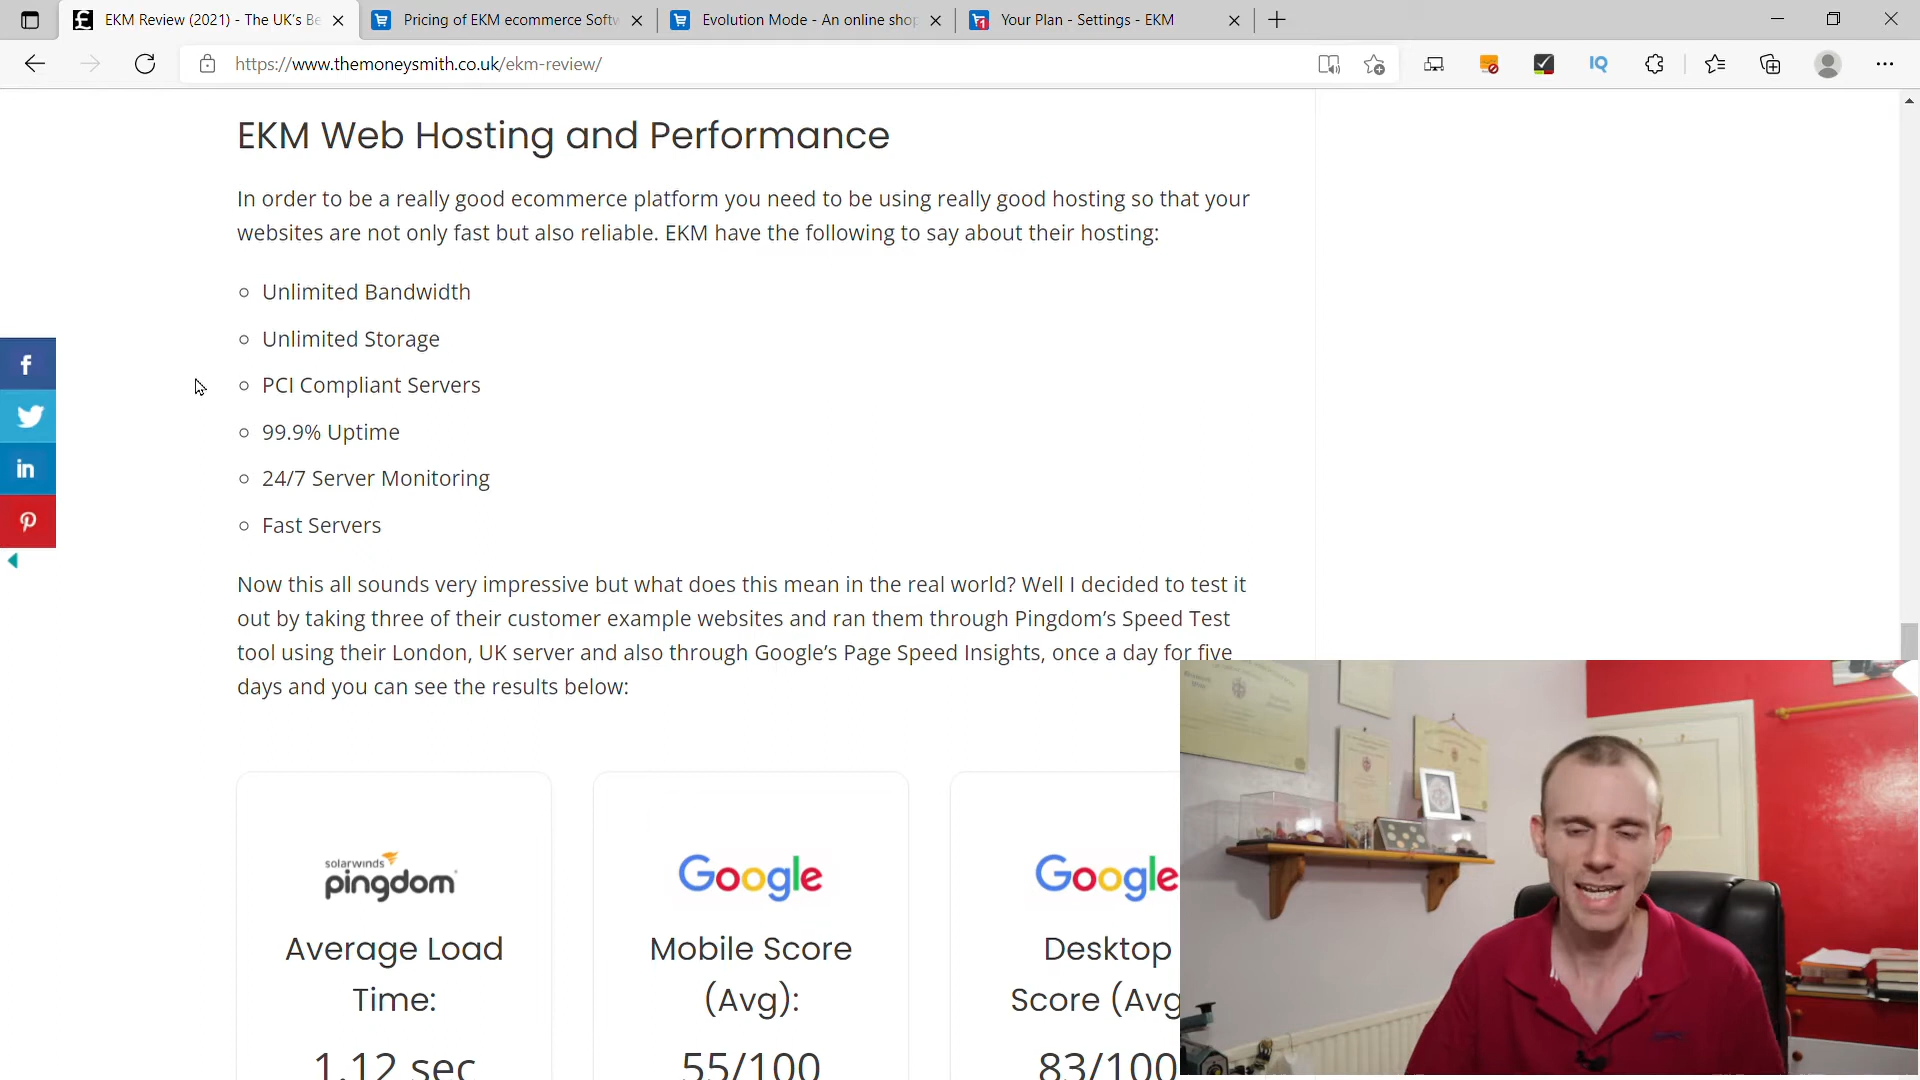 EKM Review (2021) - The UK's Be
Pricing of EKM ecommerce Softw
Evolution Mode - An online shop
Your Plan - Settings - EKM
https://www.themoneysmith.co.uk/ekm-review/
IQ
EKM Web Hosting and Performance
In order to be a really good ecommerce platform you need to be using really good hosting so that your
websites are not only fast but also reliable. EKM have the following to say about their hosting:
Unlimited Bandwidth
Unlimited Storage
PCI Compliant Servers
99.9% Uptime
24/7 Server Monitoring
Fast Servers
Now this all sounds very impressive but what does this mean in the real world? Well I decided to test it
out by taking three of their customer example websites and ran them through Pingdom's Speed Test
tool using their London, UK server and also through Google's Page Speed Insights, once a day for five
days and you can see the results below:
solarwinds
pingdom
Average Load
Time:
1.12 sec
Google
Mobile Score
(Avg):
55/100
Google
Desktop
Score (Avg
83/100